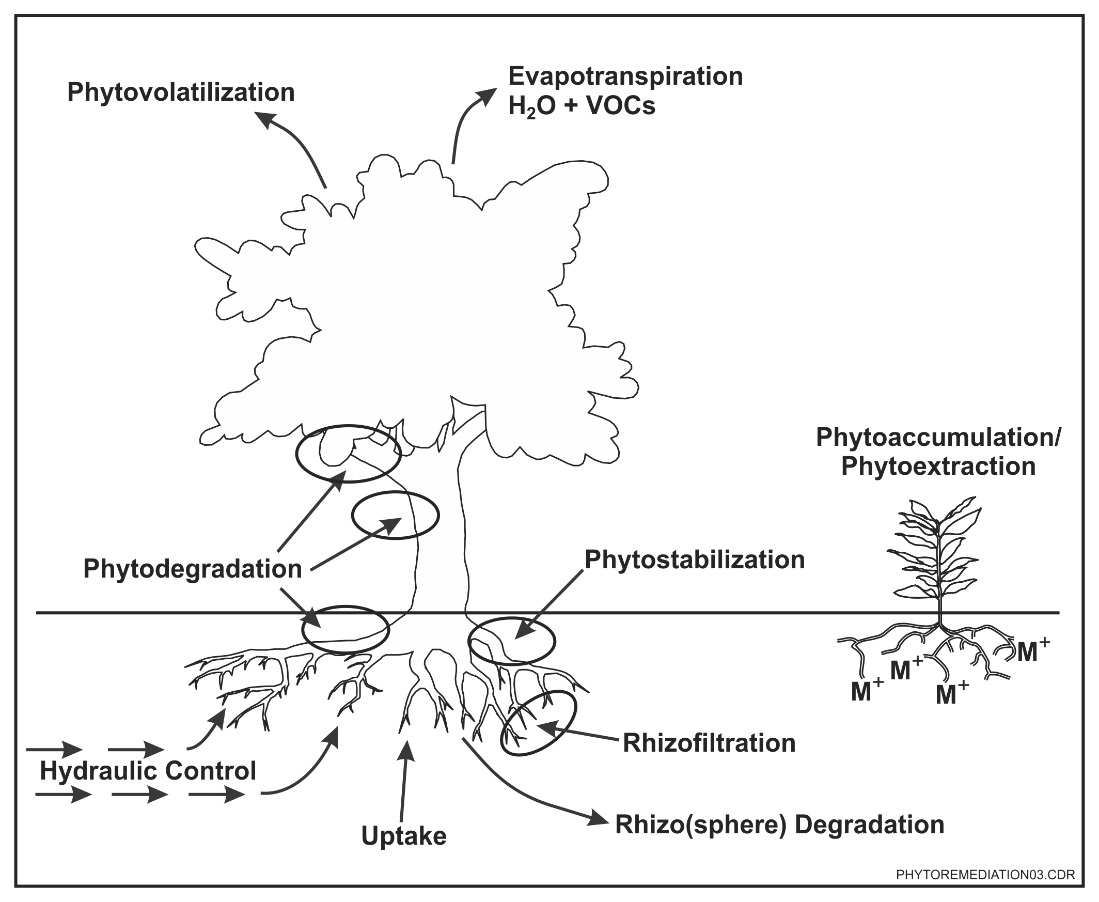 Phytovolatilization
Evapotranspiration
H₂O + VOCs
Phytoaccumulation/
Phytoextraction
Phytodegradation
Phytostabilization
M⁺
M⁺
M⁺
M⁺
Rhizofiltration
Hydraulic Control
Uptake
Rhizo(sphere) Degradation
PHYTOREMEDIATION03.CDR